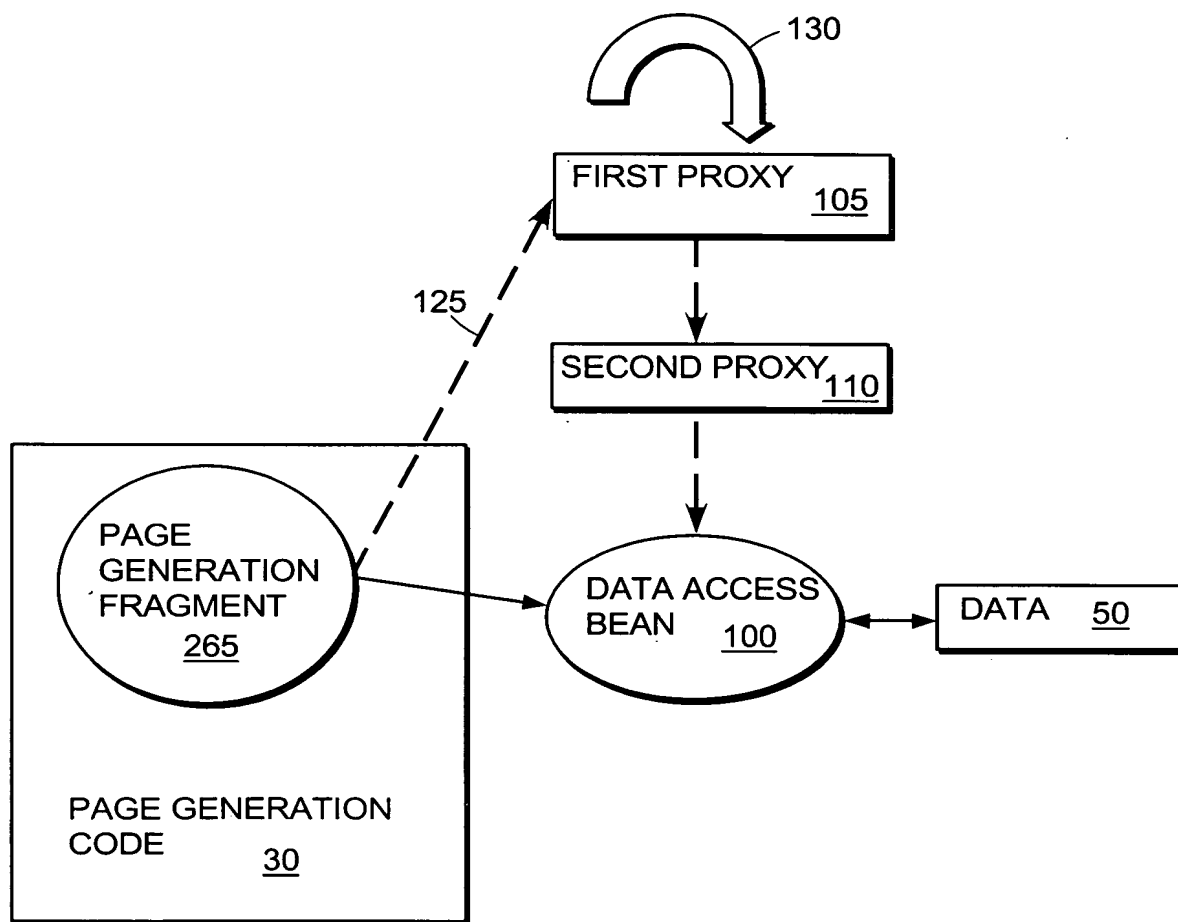 130
FIRST PROXY
105
125
SECOND PROXY
110
PAGE
GENERATION
FRAGMENT
265
DATA ACCESS
BEAN
100
DATA 50
PAGE GENERATION
CODE
30